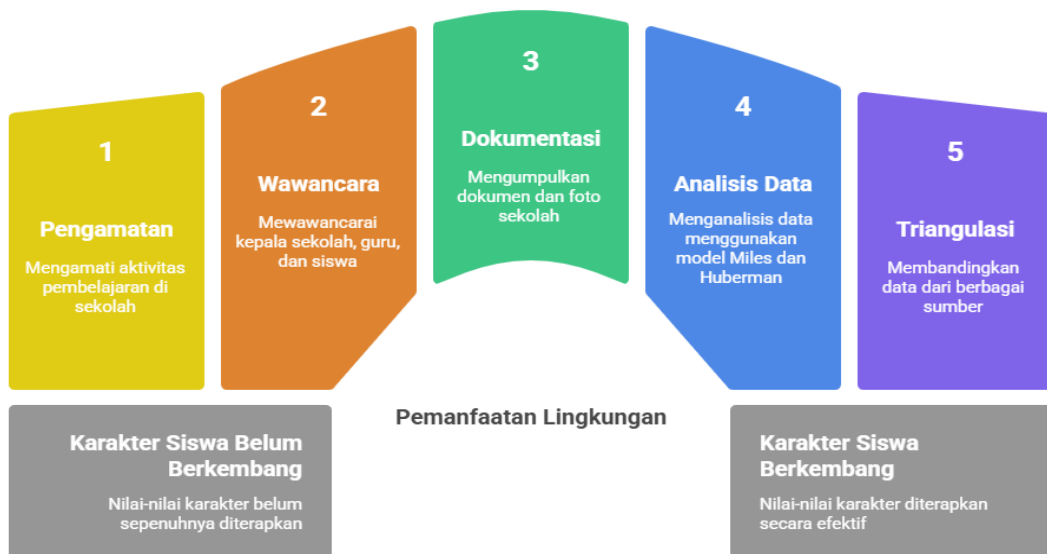 1
Pengamatan
Mengamati aktivitas
pembelajaran di
sekolah
2
Wawancara
Mewawancarai
kepala sekolah, guru,
dan siswa
3
Dokumentasi
Mengumpulkan
dokumen dan foto
sekolah
4
Analisis Data
Menganalisis data
menggunakan
model Miles dan
Huberman
5
Triangulasi
Membandingkan
data dari berbagai
sumber
Karakter Siswa Belum
Berkembang
Nilai-nilai karakter belum
sepenuhnya diterapkan
Pemanfaatan Lingkungan
Karakter Siswa
Berkembang
Nilai-nilai karakter diterapkan
secara efektif